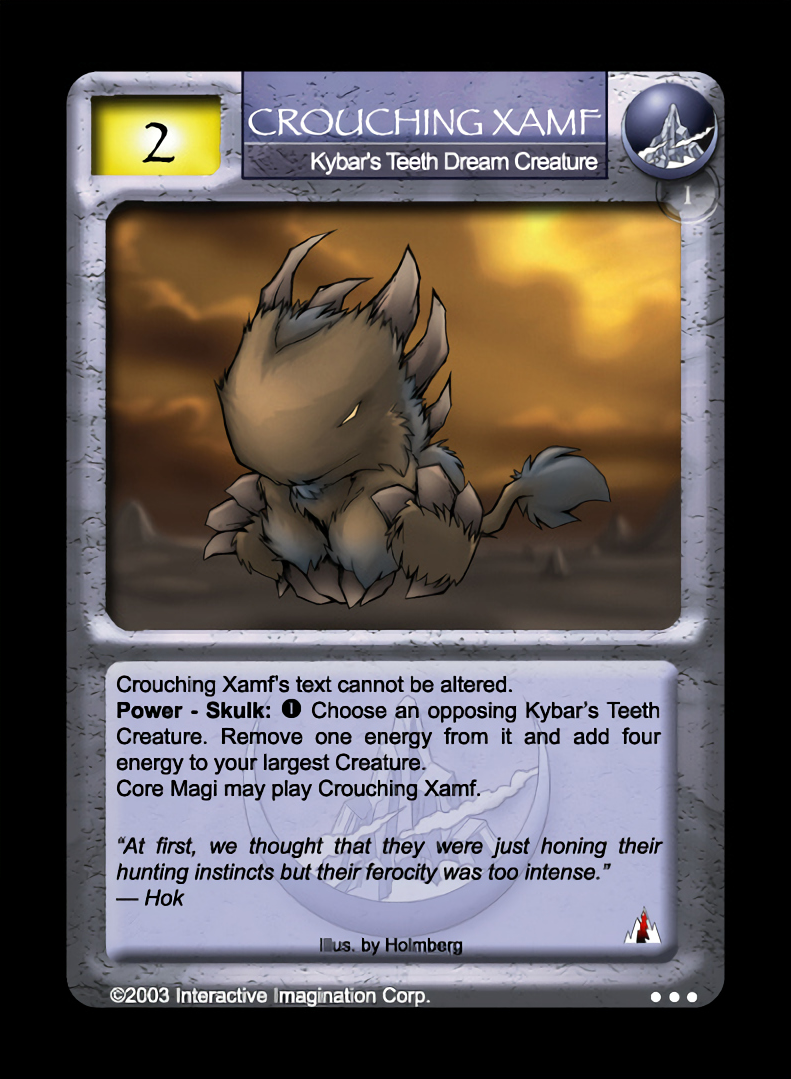 2
CROUCHING XAMF
Kybar's Teeth Dream Creature
1
Crouching Xamf's text cannot be altered.
Power - Skulk: ❶ Choose an opposing Kybar’s Teeth
Creature. Remove one energy from it and add four
energy to your largest Creature.
Core Magi may play Crouching Xamf.
“At first, we thought that they were just honing their
hunting instincts but their ferocity was too intense.”
— Hok
Illus. by Holmberg
©2003 Interactive Imagination Corp.